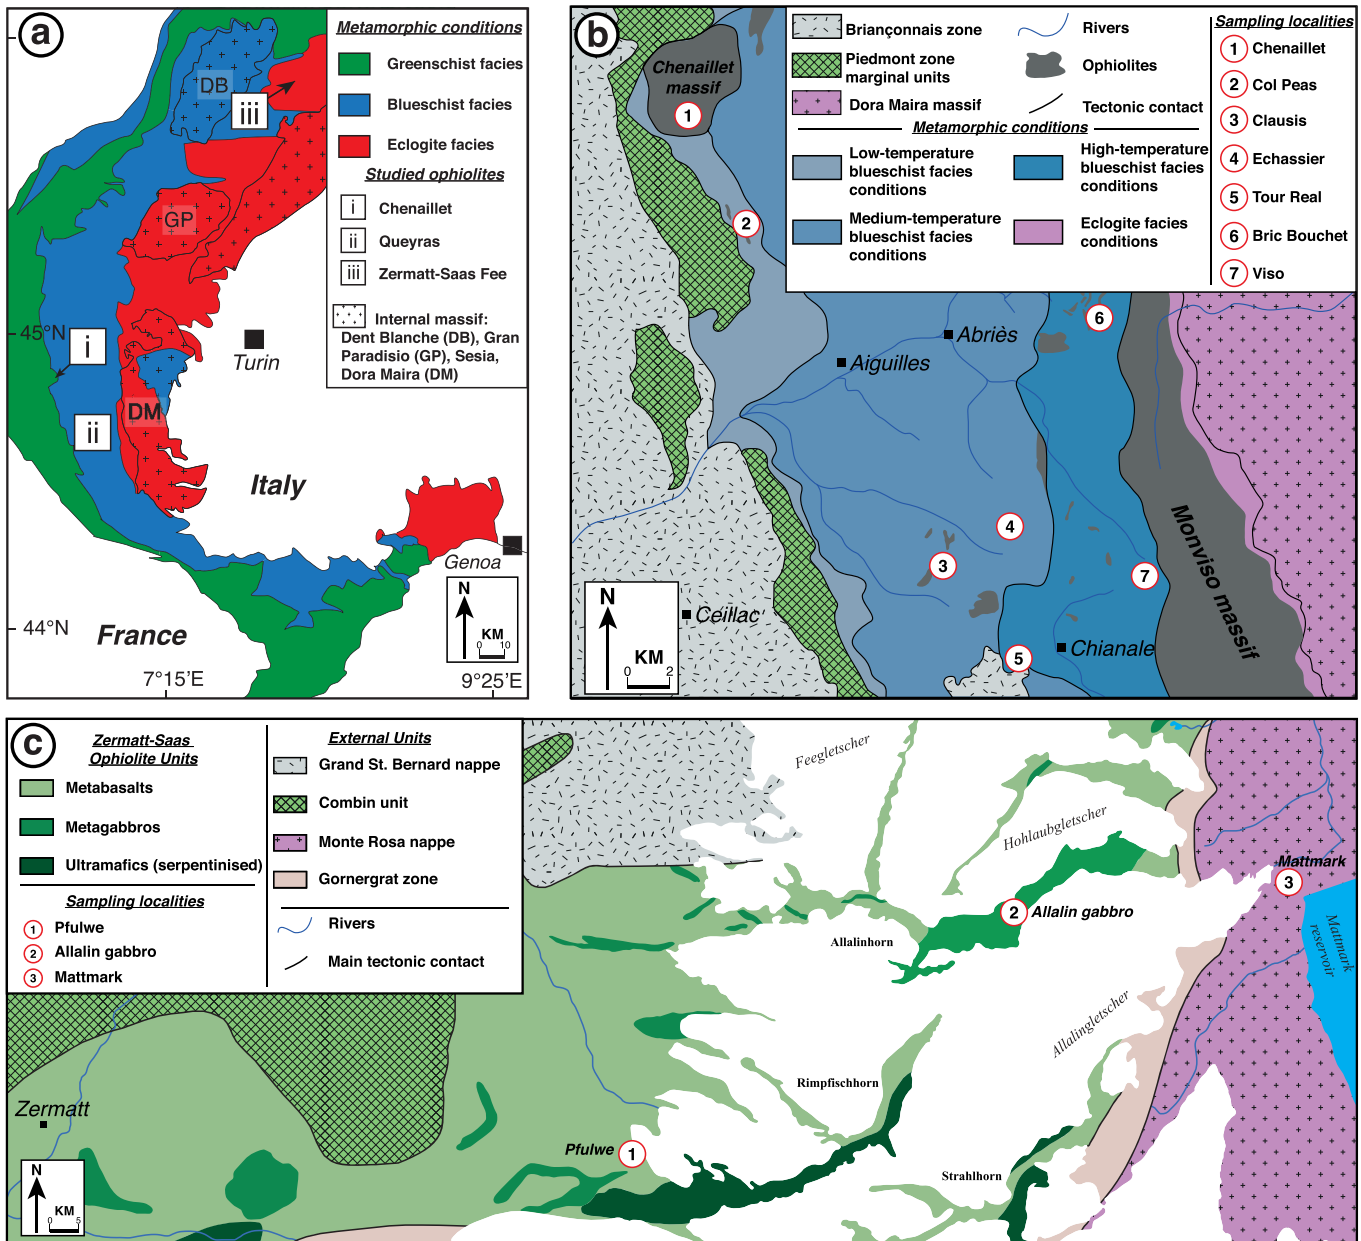 a
Metamorphic conditions
Greenschist facies
Blueschist facies
Eclogite facies
Studied ophiolites
i
Chenaillet
ii
Queyras
iii
Zermatt-Saas Fee
Internal massif:
Dent Blanche (DB), Gran
Paradisio (GP), Sesia,
Dora Maira (DM)
DB
iii
GP
45°N
i
Turin
DM
ii
Italy
Genoa
44°N
France
N
KM
0 10
7°15'E
9°25'E
b
Chenaillet
massif
1
2
Briançonnais zone
Piedmont zone
marginal units
Dora Maira massif
Rivers
Ophiolites
Tectonic contact
Metamorphic conditions
Low-temperature
blueschist facies
conditions
High-temperature
blueschist facies
conditions
Medium-temperature
blueschist facies
conditions
Eclogite facies
conditions
Sampling localities
1 Chenaillet
2 Col Peas
3 Clausis
4 Echassier
5 Tour Real
6 Bric Bouchet
7 Viso
6
Abriès
Aiguilles
4
3
7
Monviso massif
Ceillac
Chianale
5
N
KM
0 2
c
Zermatt-Saas
Ophiolite Units
Metabasalts
Metagabbros
Ultramafics (serpentinised)
Sampling localities
1 Pfulwe
2 Allalin gabbro
3 Mattmark
External Units
Grand St. Bernard nappe
Combin unit
Monte Rosa nappe
Gornergrat zone
Rivers
Main tectonic contact
Feegletscher
Hohlaubgletscher
Mattmark
3
2 Allalin gabbro
Allalinhorn
Mattmark
reservoir
Allalingletscher
Rimpfischhorn
Zermatt
Pfulwe 1
Strahlhorn
N
KM
0 5